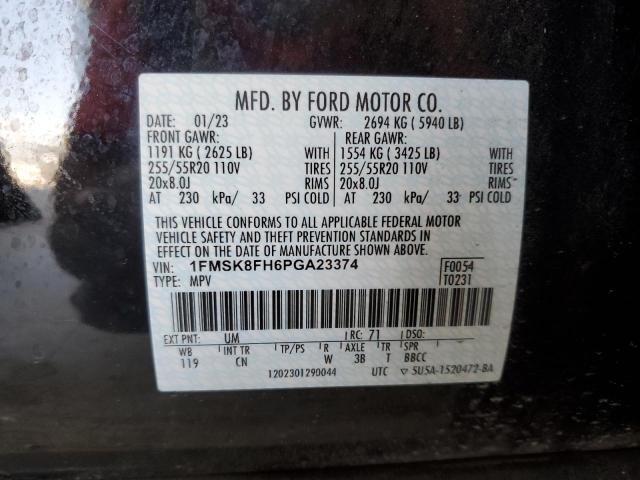 MFD. BY FORD MOTOR CO.
DATE: 01/23 GVWR: 2694 KG ( 5940 LB)
FRONT GAWR: REAR GAWR:
1191 KG ( 2625 LB) WITH 1554 KG ( 3425 LB) WITH
255/55R20 110V TIRES 255/55R20 110V TIRES
20x8.0J RIMS 20x8.0J RIMS
AT 230 kPa/ 33 PSI COLD AT 230 kPa/ 33 PSI COLD
THIS VEHICLE CONFORMS TO ALL APPLICABLE FEDERAL MOTOR
VEHICLE SAFETY AND THEFT PREVENTION STANDARDS IN
EFFECT ON THE DATE OF MANUFACTURE SHOWN ABOVE.
VIN: 1FMSK8FH6PGA23374 F0054
TYPE: MPV T0231
EXT PNT: UM RC: 71 DSO:
WB INT TR TP/PS R AXLE TR SPR
119 CN W 3B T BBCC
1202301290044 UTC ▽ 5U5A-1520472-BA